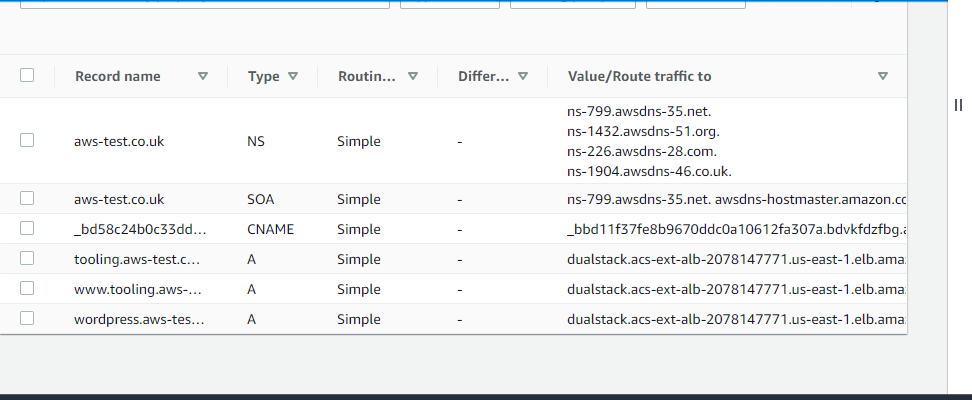 Record name Type Routin... Differ... Value/Route traffic to
aws-test.co.uk NS Simple - ns-799.awsdns-35.net.
ns-1432.awsdns-51.org.
ns-226.awsdns-28.com.
ns-1904.awsdns-46.co.uk.
aws-test.co.uk SOA Simple - ns-799.awsdns-35.net. awsdns-hostmaster.amazon.co
_bd58c24b0c33dd... CNAME Simple - _bbd11f37fe8b9670ddc0a10612fa307a.bdvkfdzfbg.a
tooling.aws-test.c... A Simple - dualstack.acs-ext-alb-2078147771.us-east-1.elb.ama
www.tooling.aws-... A Simple - dualstack.acs-ext-alb-2078147771.us-east-1.elb.ama
wordpress.aws-tes... A Simple - dualstack.acs-ext-alb-2078147771.us-east-1.elb.ama